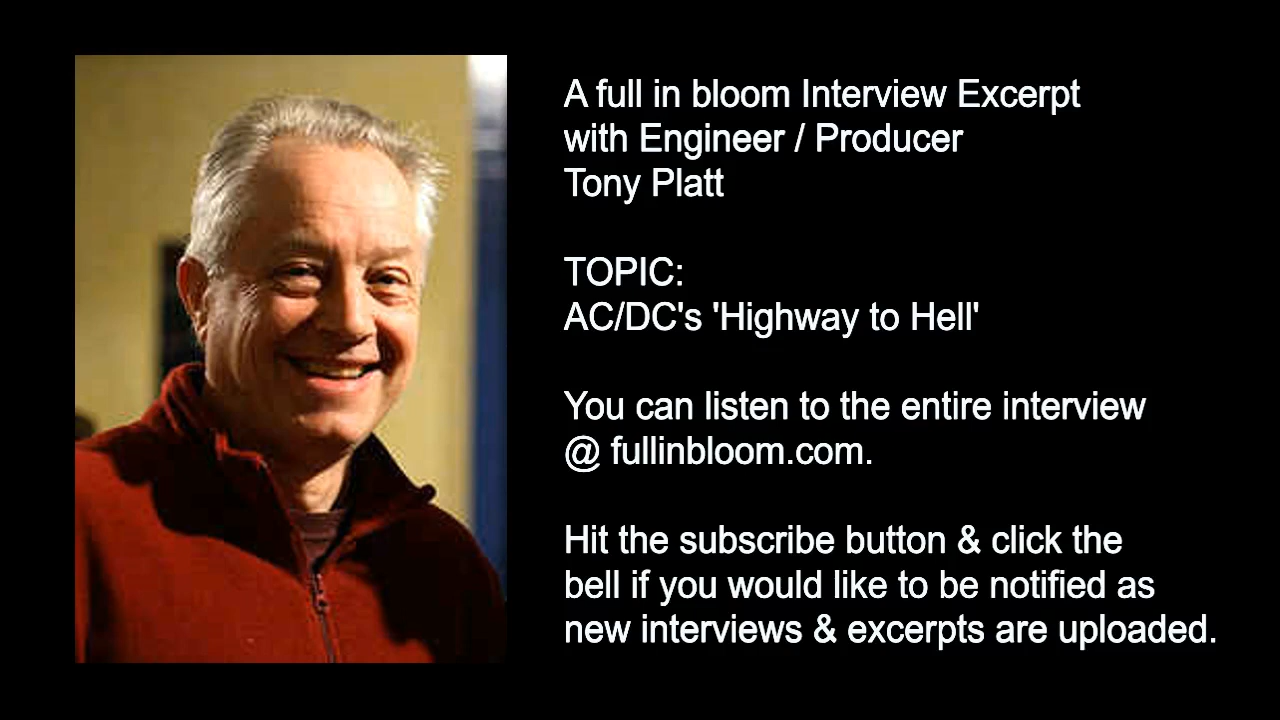 A full in bloom Interview Excerpt
with Engineer / Producer
Tony Platt
TOPIC:
AC/DC's 'Highway to Hell'
You can listen to the entire interview
@ fullinbloom.com.
Hit the subscribe button & click the
bell if you would like to be notified as
new interviews & excerpts are uploaded.